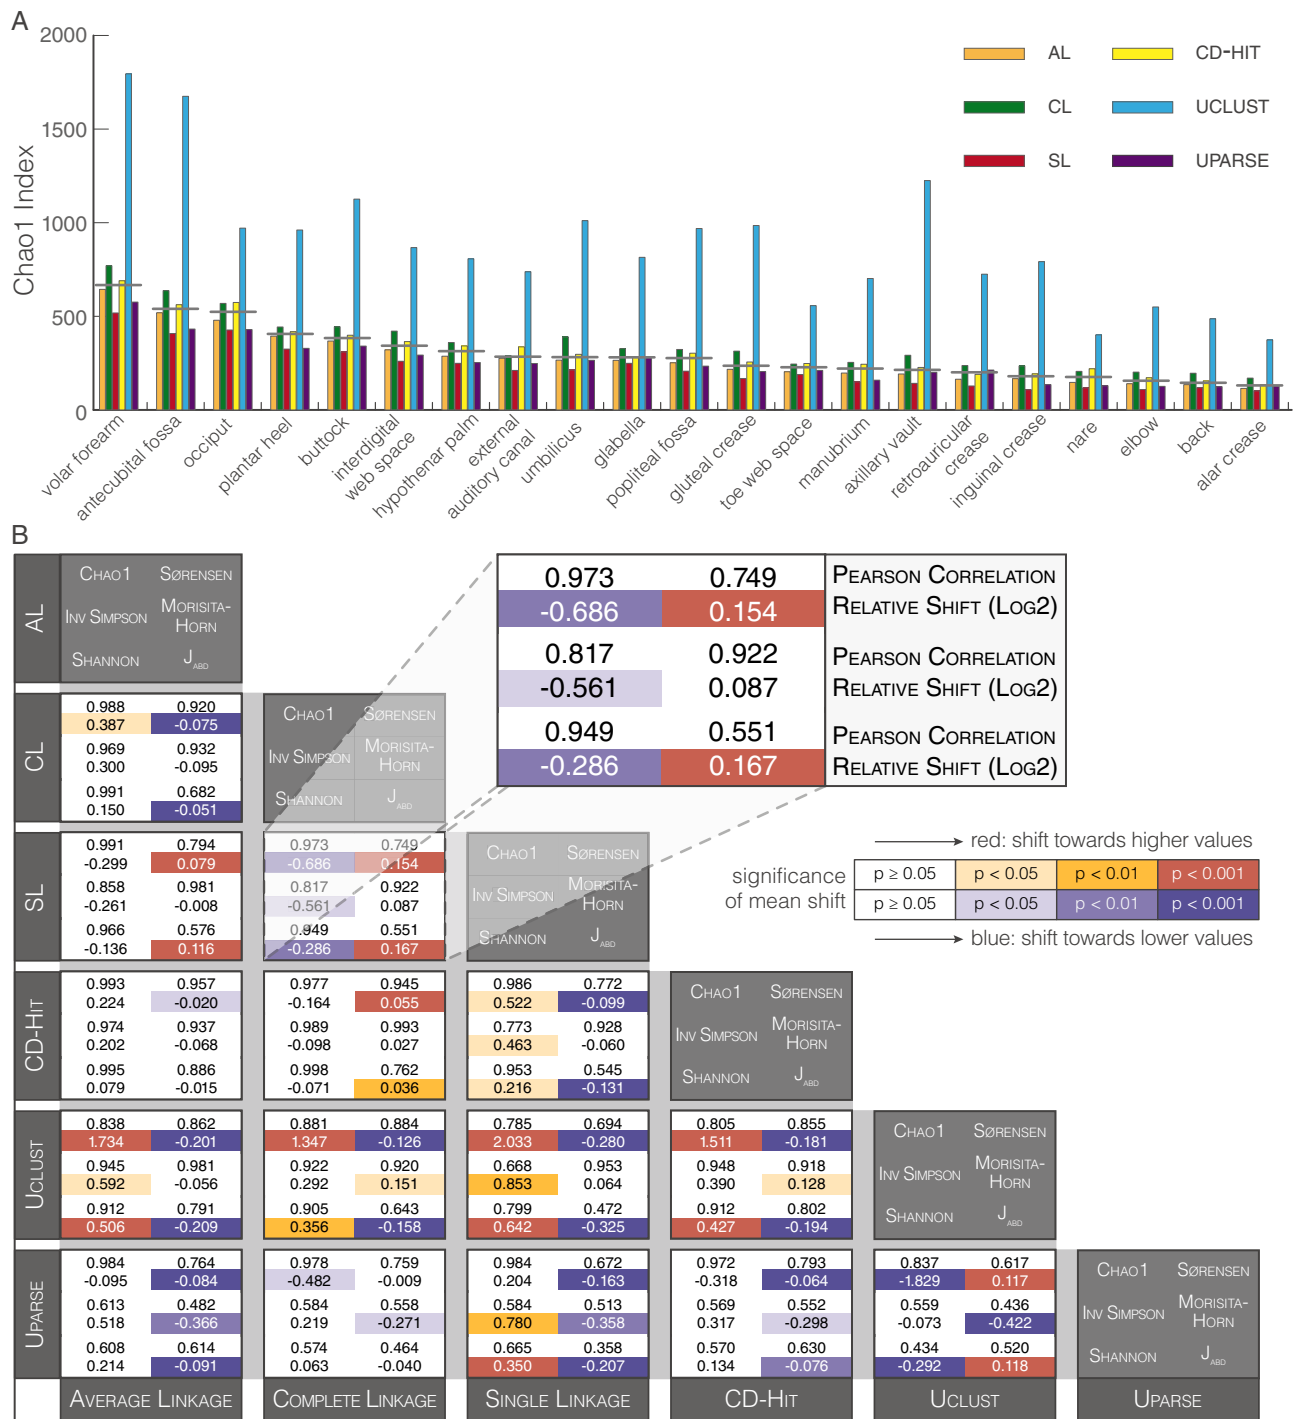 A
2000
1500
1000
500
0
Chao1 Index
AL
CD-HIT
CL
UCLUST
SL
UPARSE
volar forearm
antecubital fossa
occiput
plantar heel
buttock
interdigital
web space
hypothenar palm
external
auditory canal
umbilicus
glabella
popliteal fossa
gluteal crease
toe web space
manubrium
axillary vault
retroauricular
crease
inguinal crease
nare
elbow
back
alar crease
B
AL
CHAO1 SØRENSEN
INV SIMPSON MORISITA-
HORN
SHANNON J ABD
0.973 0.749 PEARSON CORRELATION
-0.686 0.154 RELATIVE SHIFT (LOG2)
0.817 0.922 PEARSON CORRELATION
-0.561 0.087 RELATIVE SHIFT (LOG2)
0.949 0.551 PEARSON CORRELATION
-0.286 0.167 RELATIVE SHIFT (LOG2)
CL
0.988 0.920
0.387 -0.075
0.969 0.932
0.300 -0.095
0.991 0.682
0.150 -0.051
CHAO1 SØRENSEN
INV SIMPSON MORISITA-
HORN
SHANNON J ABD
SL
0.991 0.794
-0.299 0.079
0.858 0.981
-0.261 -0.008
0.966 0.576
-0.136 0.116
0.973 0.749
-0.686 0.154
0.817 0.922
-0.561 0.087
0.949 0.551
-0.286 0.167
CHAO1 SØRENSEN
INV SIMPSON MORISITA-
HORN
SHANNON J ABD
red: shift towards higher values
significance
of mean shift
p ≥ 0.05 p < 0.05 p < 0.01 p < 0.001
p ≥ 0.05 p < 0.05 p < 0.01 p < 0.001
blue: shift towards lower values
CD-HIT
0.993 0.957
0.224 -0.020
0.974 0.937
0.202 -0.068
0.995 0.886
0.079 -0.015
0.977 0.945
-0.164 0.055
0.989 0.993
-0.098 0.027
0.998 0.762
-0.071 0.036
0.986 0.772
0.522 -0.099
0.773 0.928
0.463 -0.060
0.953 0.545
0.216 -0.131
CHAO1 SØRENSEN
INV SIMPSON MORISITA-
HORN
SHANNON J ABD
UCLUST
0.838 0.862
1.734 -0.201
0.945 0.981
0.592 -0.056
0.912 0.791
0.506 -0.209
0.881 0.884
1.347 -0.126
0.922 0.920
0.292 0.151
0.905 0.643
0.356 -0.158
0.785 0.694
2.033 -0.280
0.668 0.953
0.853 0.064
0.799 0.472
0.642 -0.325
0.805 0.855
1.511 -0.181
0.948 0.918
0.390 0.128
0.912 0.802
0.427 -0.194
CHAO1 SØRENSEN
INV SIMPSON MORISITA-
HORN
SHANNON J ABD
UPARSE
0.984 0.764
-0.095 -0.084
0.613 0.482
0.518 -0.366
0.608 0.614
0.214 -0.091
0.978 0.759
-0.482 -0.009
0.584 0.558
0.219 -0.271
0.574 0.464
0.063 -0.040
0.984 0.672
0.204 -0.163
0.584 0.513
0.780 -0.358
0.665 0.358
0.350 -0.207
0.972 0.793
-0.318 -0.064
0.569 0.552
0.317 -0.298
0.570 0.630
0.134 -0.076
0.837 0.617
-1.829 0.117
0.559 0.436
-0.073 -0.422
0.434 0.520
-0.292 0.118
CHAO1 SØRENSEN
INV SIMPSON MORISITA-
HORN
SHANNON J ABD
AVERAGE LINKAGE COMPLETE LINKAGE SINGLE LINKAGE CD-HIT UCLUST UPARSE